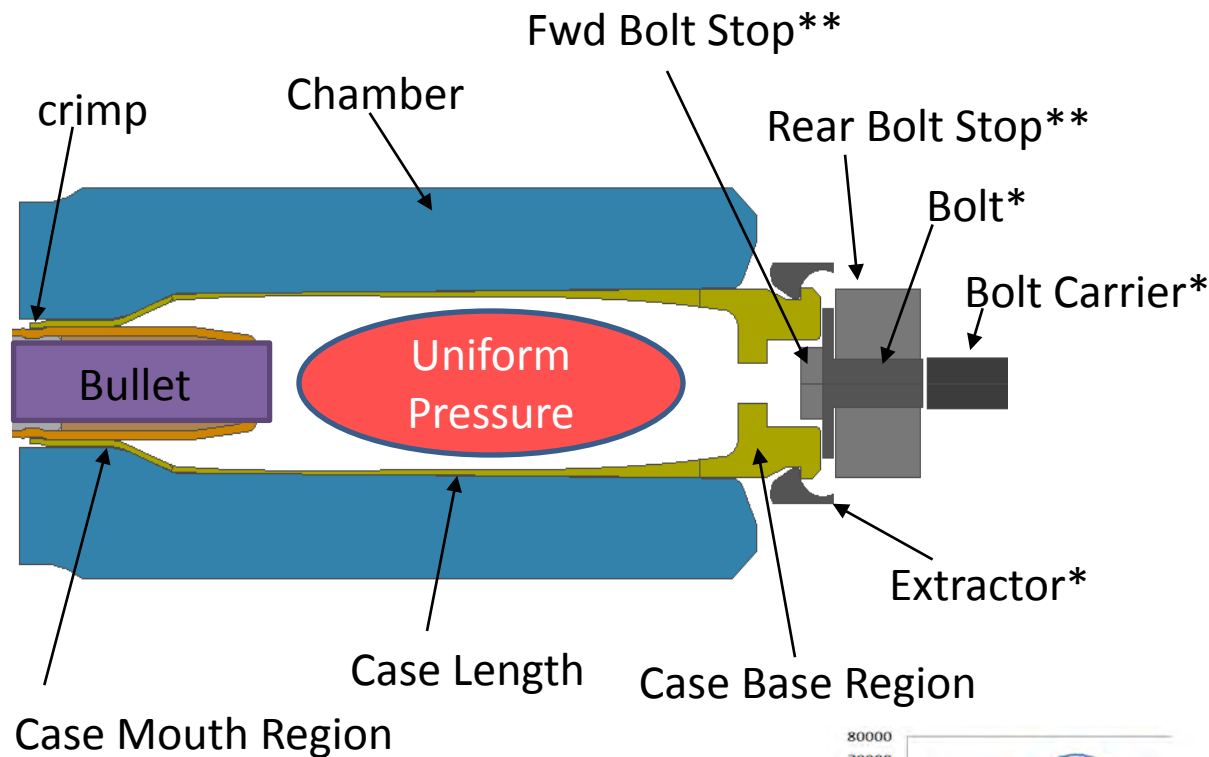 Fwd Bolt Stop**
crimp
Chamber
Rear Bolt Stop**
Bolt*
Bolt Carrier*
Bullet
Uniform
Pressure
Extractor*
Case Length
Case Base Region
Case Mouth Region
80000